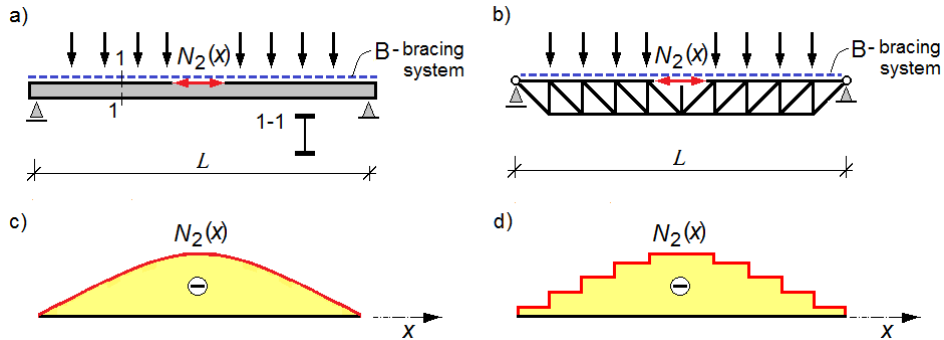 a)
1
N₂(x)
B-bracing
system
1
1-1
L
b)
N₂(x)
B-bracing
system
L
c)
N₂(x)
−
x
d)
N₂(x)
−
x